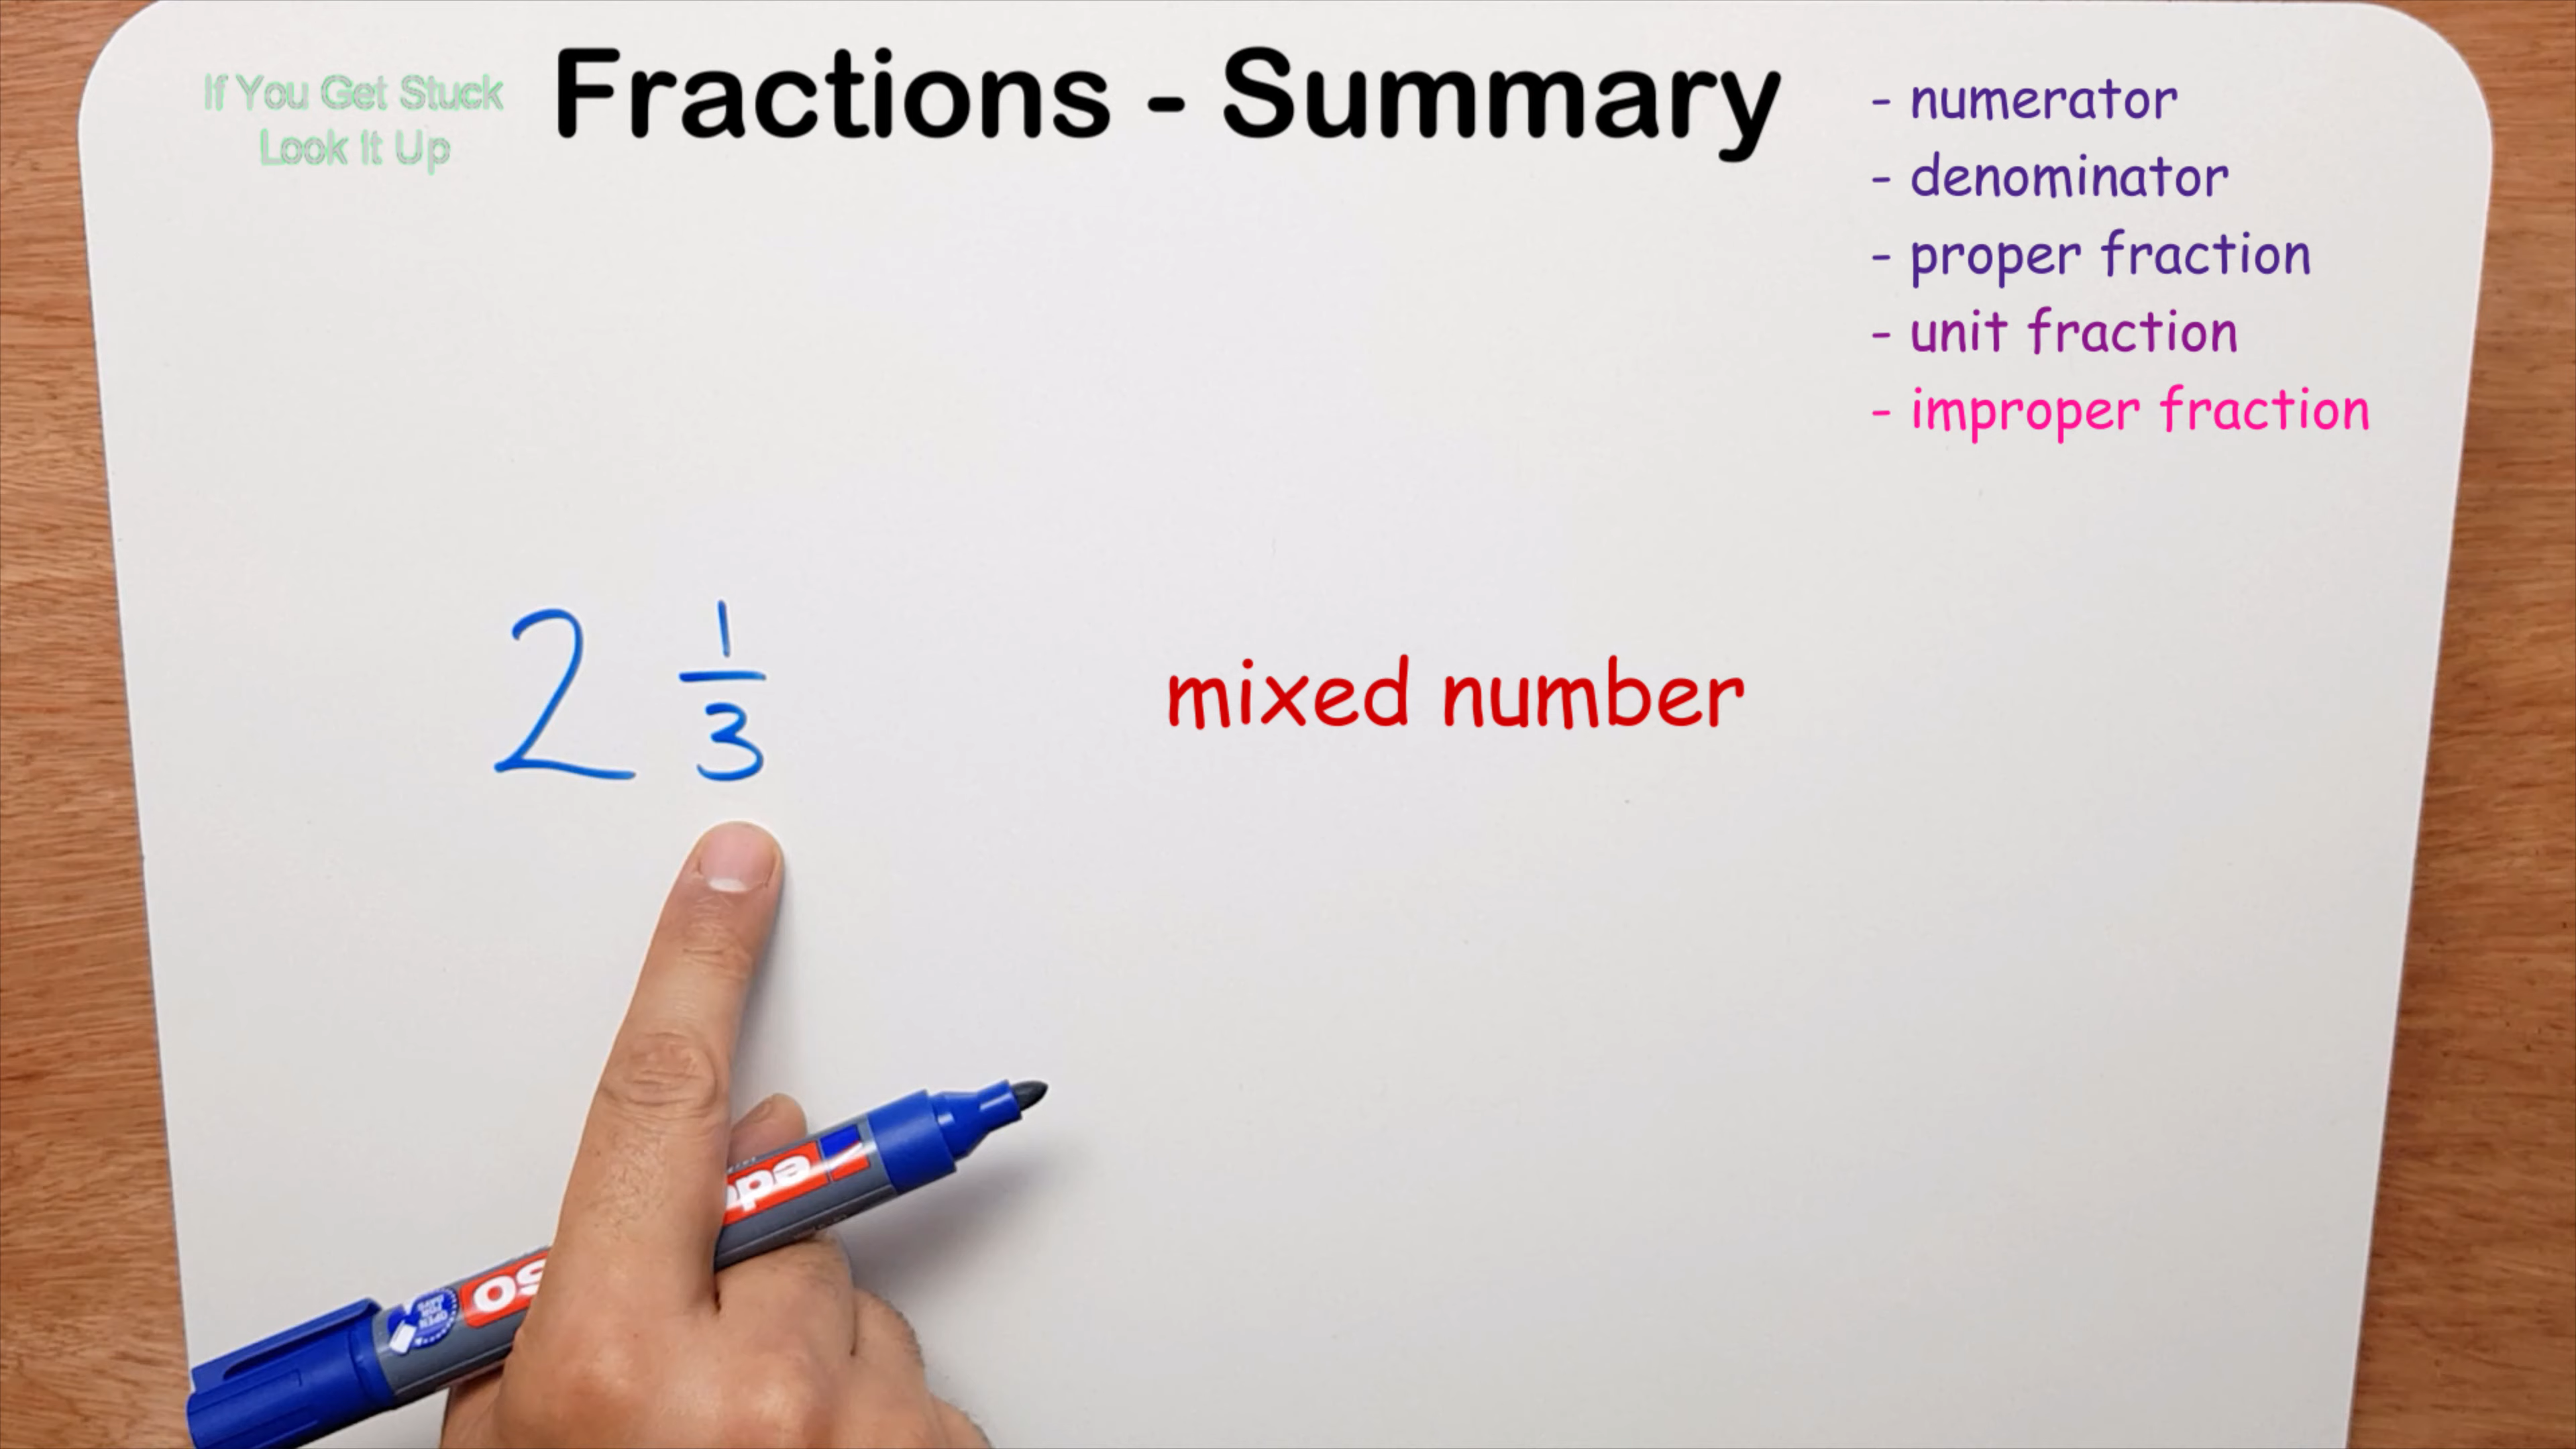 If You Get Stuck
Look It Up
Fractions - Summary
- numerator
- denominator
- proper fraction
- unit fraction
- improper fraction
2 1/3
mixed number